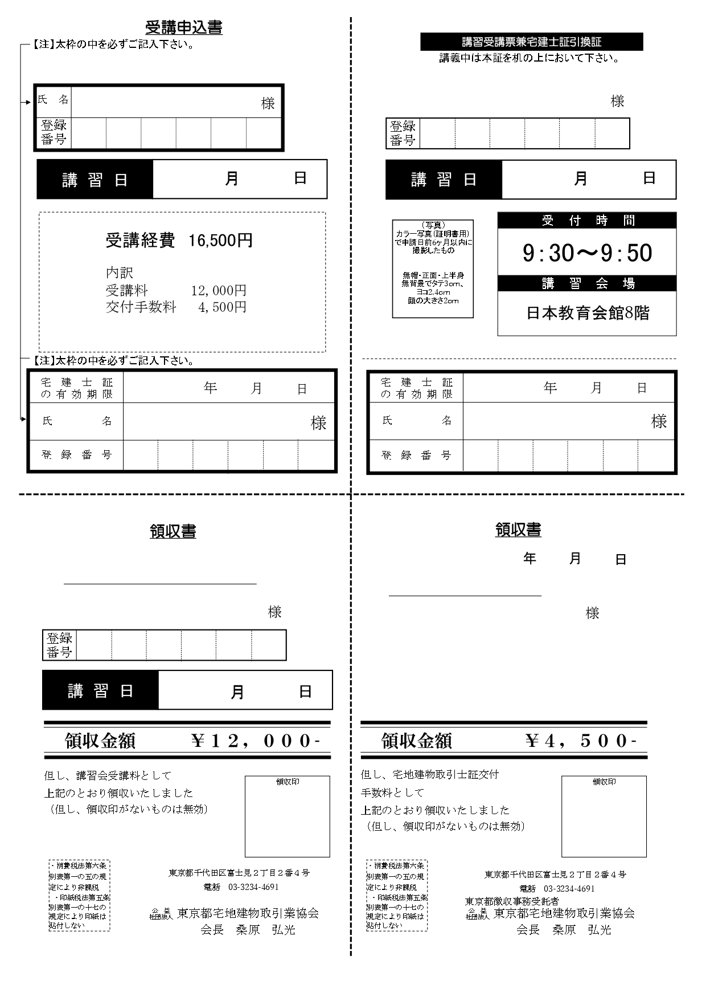 受講申込書
【注】太枠の中を必ずご記入下さい。
氏 名
様
登録
番号
講 習 日
月 日
受講経費 16,500円
内訳
受講料 12,000円
交付手数料 4,500円
【注】太枠の中を必ずご記入下さい。
宅 建 士 証
の 有 効 期 限
年 月 日
氏 名
様
登 録 番 号
講習受講票兼宅建士証引換証
講義中は本証を机の上において下さい。
様
登録
番号
講 習 日
月 日
（写真）
カラー写真（証明書用）
で申請日前6ヶ月以内に
撮影したもの
無帽・正面・上半身
無背景でタテ3cm、
ヨコ2.4cm
顔の大きさ2cm
受 付 時 間
9:30～9:50
講 習 会 場
日本教育会館8階
宅 建 士 証
の 有 効 期 限
年 月 日
氏 名
様
登 録 番 号
領収書
様
登録
番号
講 習 日
月 日
領収金額 ￥１２，０００-
但し、講習会受講料として
上記のとおり領収いたしました
（但し、領収印がないものは無効）
領収印
・消費税法第六条
別表第一の五の規
定により非課税
・印紙税法第五条
別表第一の十七の
規定により印紙は
貼付しない
東京都千代田区富士見２丁目２番４号
電話 03-3234-4691
公益社団法人 東京都宅地建物取引業協会
会長 桑原 弘光
領収書
年 月 日
様
領収金額 ￥４，５００-
但し、宅地建物取引士証交付
手数料として
上記のとおり領収いたしました
（但し、領収印がないものは無効）
領収印
・消費税法第六条
別表第一の五の規
定により非課税
・印紙税法第五条
別表第一の十七の
規定により印紙は
貼付しない
東京都千代田区富士見２丁目２番４号
電話 03-3234-4691
東京都徴収事務受託者
公益社団法人 東京都宅地建物取引業協会
会長 桑原 弘光